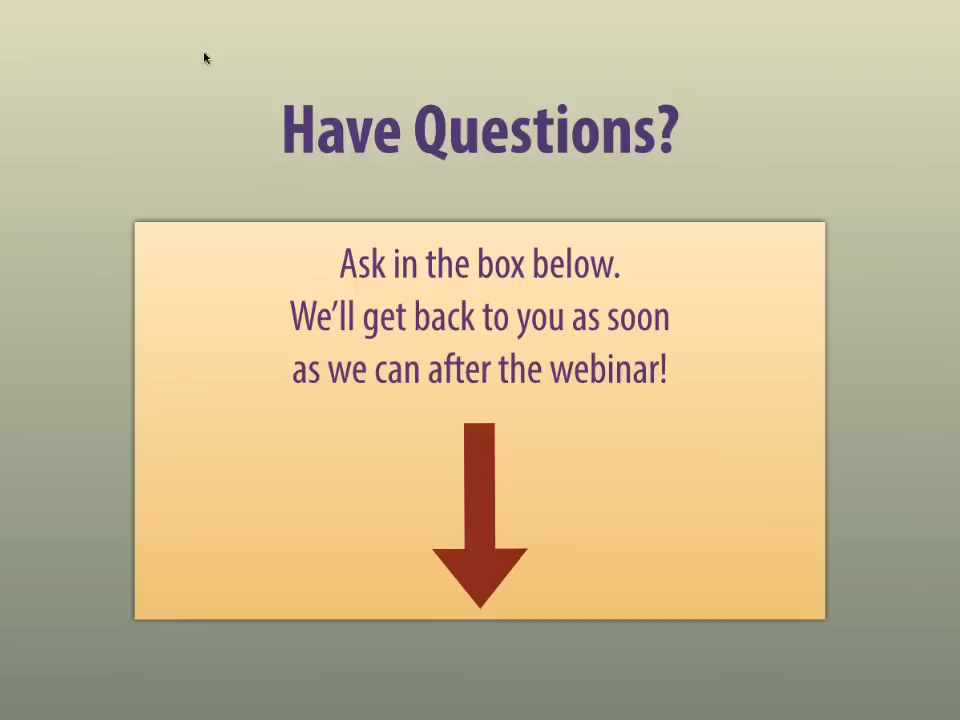 Have Questions?
Ask in the box below.
We’ll get back to you as soon
as we can after the webinar!